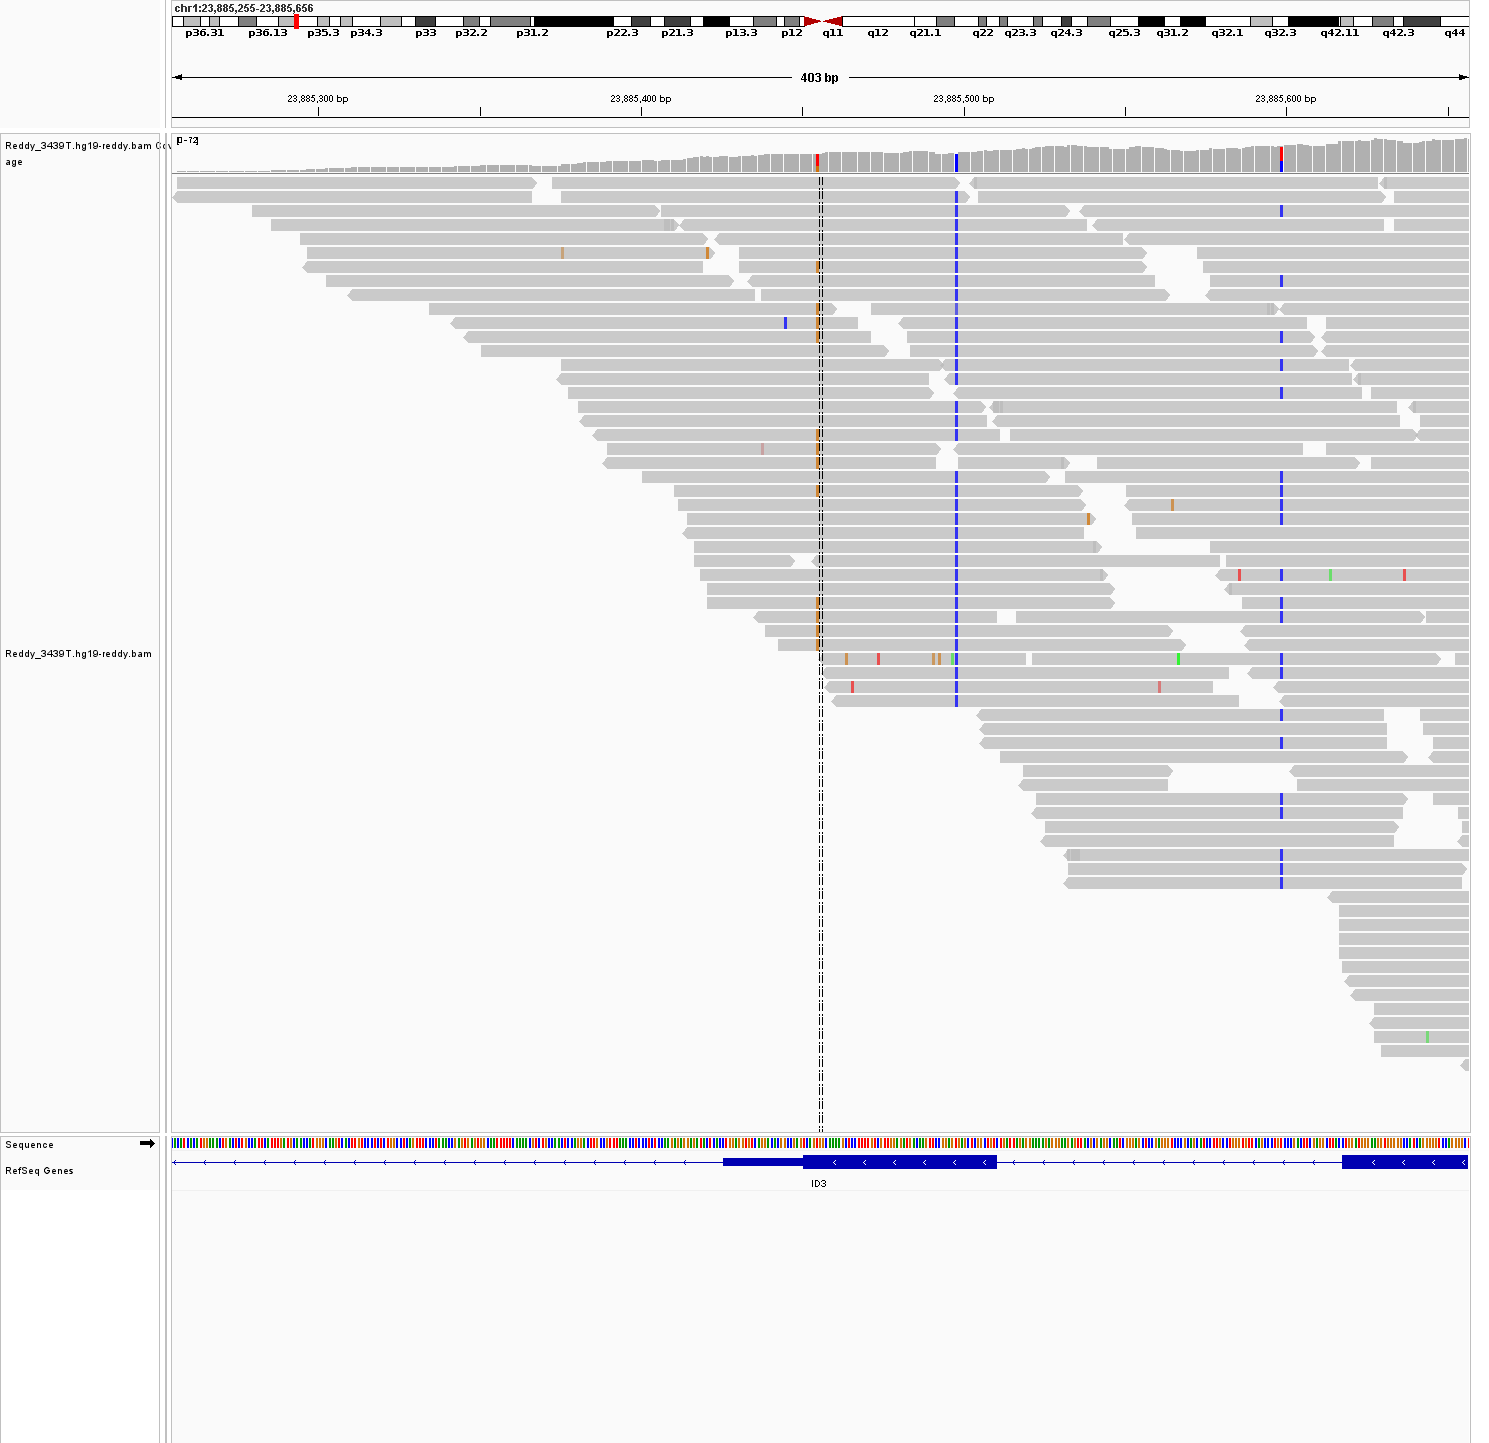 chr1:23,885,255-23,885,656
p36.31 p36.13 p35.3 p34.3 p33 p32.2 p31.2 p22.3 p21.3 p13.3 p12 q11 q12 q21.1 q22 q23.3 q24.3 q25.3 q31.2 q32.1 q32.3 q42.11 q42.3 q44
403 bp
23,885,300 bp 23,885,400 bp 23,885,500 bp 23,885,600 bp
[0-72]
Reddy_3439T.hg19-reddy.bam Cov
age
Reddy_3439T.hg19-reddy.bam
Sequence
RefSeq Genes
ID3